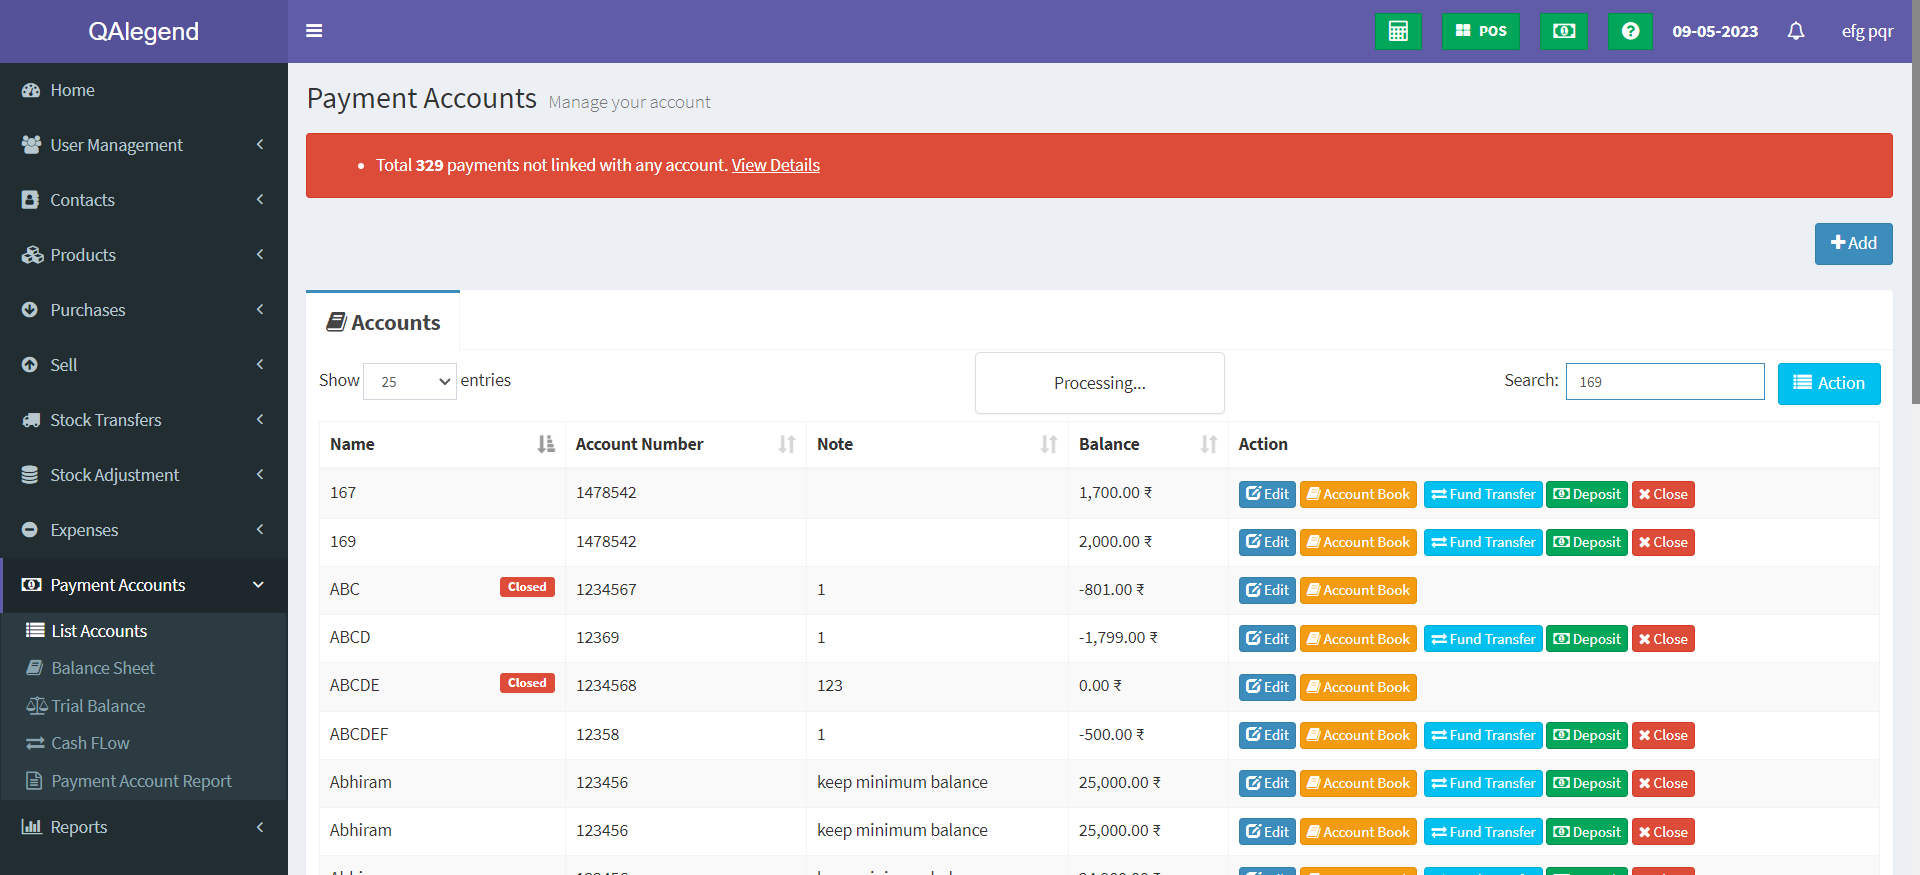 QAlegend
POS
09-05-2023
efg pqr
Home
User Management
Contacts
Products
Purchases
Sell
Stock Transfers
Stock Adjustment
Expenses
Payment Accounts
List Accounts
Balance Sheet
Trial Balance
Cash FLow
Payment Account Report
Reports
Payment Accounts Manage your account
Total 329 payments not linked with any account. View Details
Add
Accounts
Show 25 entries
Processing...
Search: 169
Action
Name Account Number Note Balance Action
167 1478542 1,700.00 ₹ Edit Account Book Fund Transfer Deposit Close
169 1478542 2,000.00 ₹ Edit Account Book Fund Transfer Deposit Close
ABC Closed 1234567 1 -801.00 ₹ Edit Account Book
ABCD 12369 1 -1,799.00 ₹ Edit Account Book Fund Transfer Deposit Close
ABCDE Closed 1234568 123 0.00 ₹ Edit Account Book
ABCDEF 12358 1 -500.00 ₹ Edit Account Book Fund Transfer Deposit Close
Abhiram 123456 keep minimum balance 25,000.00 ₹ Edit Account Book Fund Transfer Deposit Close
Abhiram 123456 keep minimum balance 25,000.00 ₹ Edit Account Book Fund Transfer Deposit Close